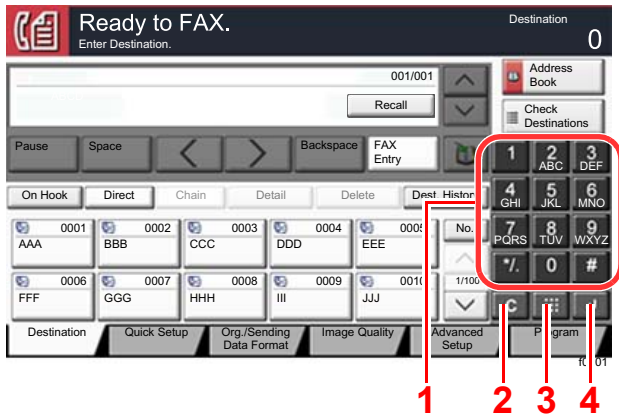 Ready to FAX.
Enter Destination.
Destination
0
001/001
Recall
Address
Book
Check
Destinations
Pause
Space
Backspace
FAX
Entry
1
2
ABC
3
DEF
4
GHI
5
JKL
6
MNO
7
PQRS
8
TUV
9
WXYZ
*/.
0
#
C
On Hook
Direct
Chain
Detail
Delete
Dest. History
0001
AAA
0002
BBB
0003
CCC
0004
DDD
0005
EEE
No.
0006
FFF
0007
GGG
0008
HHH
0009
III
0010
JJJ
1/100
Destination
Quick Setup
Org./Sending
Data Format
Image Quality
Advanced
Setup
Program
1
2
3
4